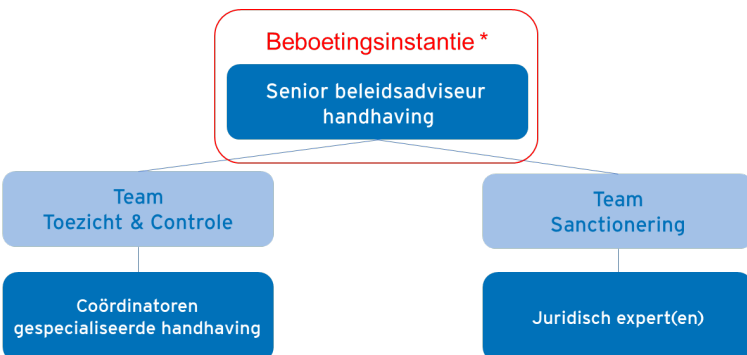 Beboetingsinstantie *
Senior beleidsadviseur
handhaving
Team
Toezicht & Controle
Team
Sanctionering
Coördinatoren
gespecialiseerde handhaving
Juridisch expert(en)